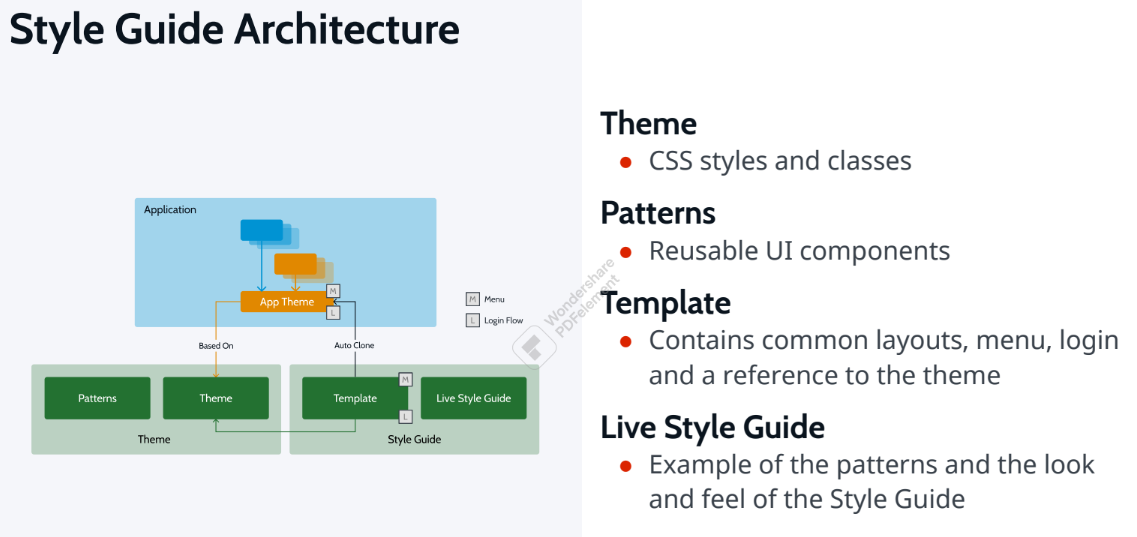 Style Guide Architecture
Application
App Theme
M
L
M Menu
L Login Flow
Based On
Auto Clone
Patterns
Theme
Template
M
L
Live Style Guide
Theme
Style Guide
Wondershare
PDFelement
Theme
CSS styles and classes
Patterns
Reusable UI components
Template
Contains common layouts, menu, login
and a reference to the theme
Live Style Guide
Example of the patterns and the look
and feel of the Style Guide